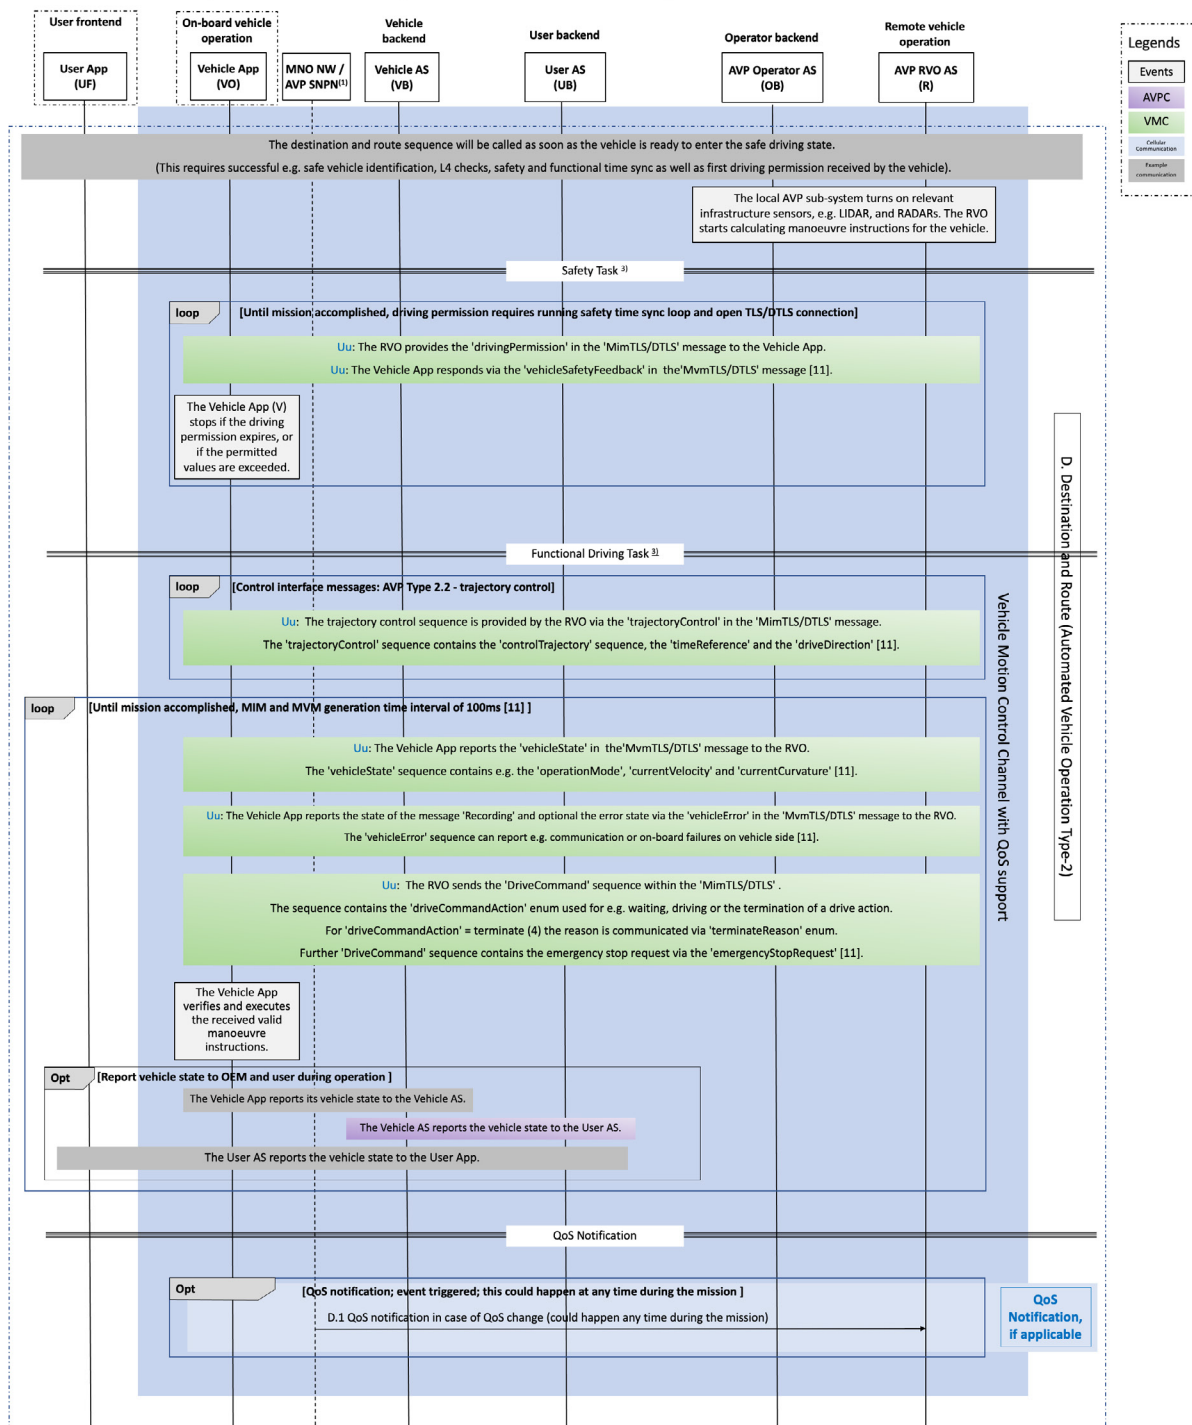 User frontend
On-board vehicle
operation
Vehicle
backend
User backend
Operator backend
Remote vehicle
operation
User App
(UF)
Vehicle App
(VO)
MNO NW /
AVP SNPN(1)
Vehicle AS
(VB)
User AS
(UB)
AVP Operator AS
(OB)
AVP RVO AS
(R)
Legends
Events
AVPC
VMC
Cellular
Communication
Example
communication
The destination and route sequence will be called as soon as the vehicle is ready to enter the safe driving state.
(This requires successful e.g. safe vehicle identification, L4 checks, safety and functional time sync as well as first driving permission received by the vehicle).
The local AVP sub-system turns on relevant
infrastructure sensors, e.g. LIDAR, and RADARs. The RVO
starts calculating manoeuvre instructions for the vehicle.
Safety Task 3)
loop
[Until mission accomplished, driving permission requires running safety time sync loop and open TLS/DTLS connection]
Uu: The RVO provides the 'drivingPermission' in the 'MimTLS/DTLS' message to the Vehicle App.
Uu: The Vehicle App responds via the 'vehicleSafetyFeedback' in the'MvmTLS/DTLS' message [11].
The Vehicle App (V)
stops if the driving
permission expires, or
if the permitted
values are exceeded.
Functional Driving Task 3)
loop
[Control interface messages: AVP Type 2.2 - trajectory control]
Uu: The trajectory control sequence is provided by the RVO via the 'trajectoryControl' in the 'MimTLS/DTLS' message.
The 'trajectoryControl' sequence contains the 'controlTrajectory' sequence, the 'timeReference' and the 'driveDirection' [11].
loop
[Until mission accomplished, MIM and MVM generation time interval of 100ms [11] ]
Uu: The Vehicle App reports the 'vehicleState' in the'MvmTLS/DTLS' message to the RVO.
The 'vehicleState' sequence contains e.g. the 'operationMode', 'currentVelocity' and 'currentCurvature' [11].
Uu: The Vehicle App reports the state of the message 'Recording' and optional the error state via the 'vehicleError' in the 'MvmTLS/DTLS' message to the RVO.
The 'vehicleError' sequence can report e.g. communication or on-board failures on vehicle side [11].
Uu: The RVO sends the 'DriveCommand' sequence within the 'MimTLS/DTLS' .
The sequence contains the 'driveCommandAction' enum used for e.g. waiting, driving or the termination of a drive action.
For 'driveCommandAction' = terminate (4) the reason is communicated via 'terminateReason' enum.
Further 'DriveCommand' sequence contains the emergency stop request via the 'emergencyStopRequest' [11].
The Vehicle App
verifies and executes
the received valid
manoeuvre
instructions.
Opt
[Report vehicle state to OEM and user during operation ]
The Vehicle App reports its vehicle state to the Vehicle AS.
The Vehicle AS reports the vehicle state to the User AS.
The User AS reports the vehicle state to the User App.
Vehicle Motion Control Channel with QoS support
D. Destination and Route (Automated Vehicle Operation Type-2)
QoS Notification
Opt
[QoS notification; event triggered; this could happen at any time during the mission ]
D.1 QoS notification in case of QoS change (could happen any time during the mission)
QoS
Notification,
if applicable